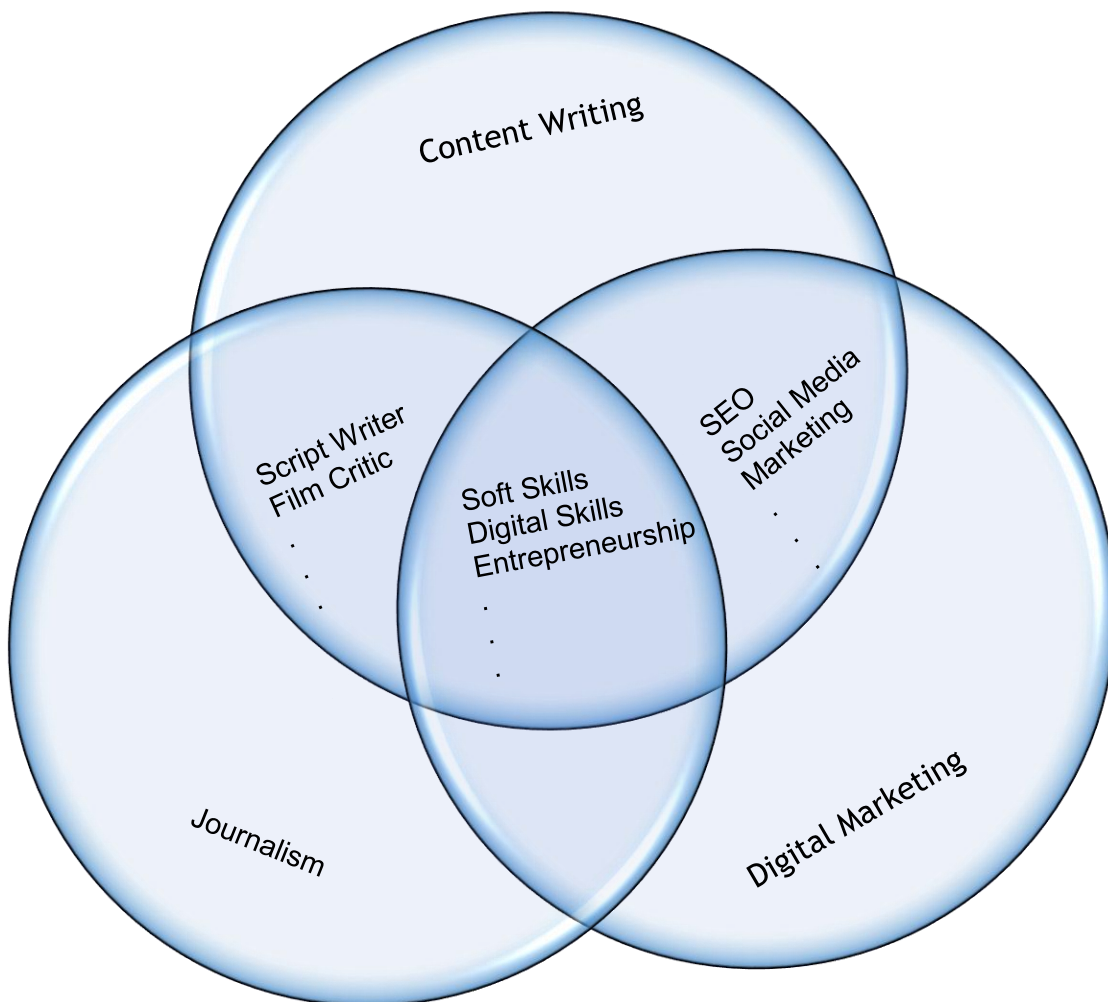 Content Writing
Script Writer
Film Critic
.
.
.
SEO
Social Media
Marketing
.
.
.
Soft Skills
Digital Skills
Entrepreneurship
.
.
.
Journalism
Digital Marketing